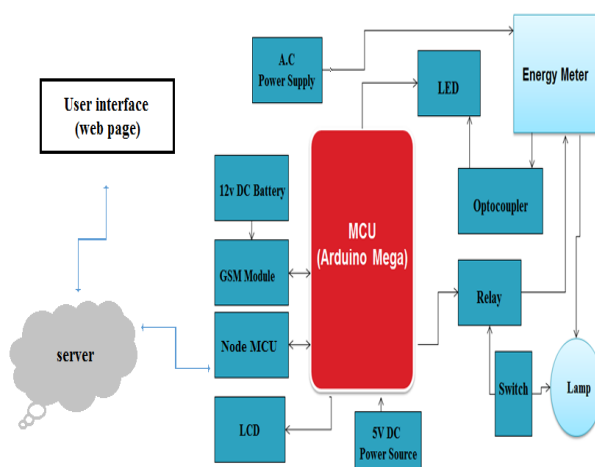 A.C
Power Supply
LED
Energy Meter
User interface
(web page)
12v DC Battery
Optocoupler
MCU
(Arduino Mega)
GSM Module
Relay
Node MCU
server
Switch
Lamp
LCD
5V DC
Power Source